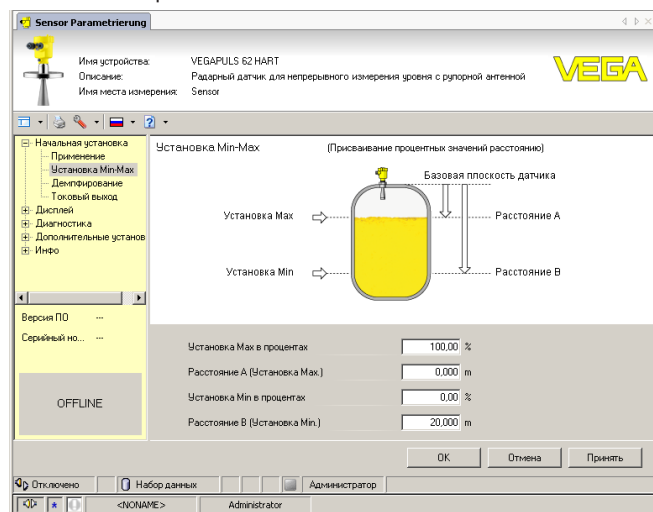 Sensor Parametrierung
Имя устройства: VEGAPULS 62 HART
Описание: Радарный датчик для непрерывного измерения уровня с рупорной антенной
Имя места измерения: Sensor
VEGA
Начальная установка
Применение
Установка Min-Max
Демпфирование
Токовый выход
Дисплей
Диагностика
Дополнительные установ
Инфо
Версия ПО ---
Серийный но... ---
OFFLINE
Установка Min-Max (Присваивание процентных значений расстоянию)
Базовая плоскость датчика
Установка Max Расстояние A
Установка Min Расстояние B
Установка Max в процентах 100,00 %
Расстояние A (Установка Max.) 0,000 m
Установка Min в процентах 0,00 %
Расстояние B (Установка Min.) 20,000 m
OK Отмена Принять
Отключено Набор данных Администратор
<NONAME> Administrator